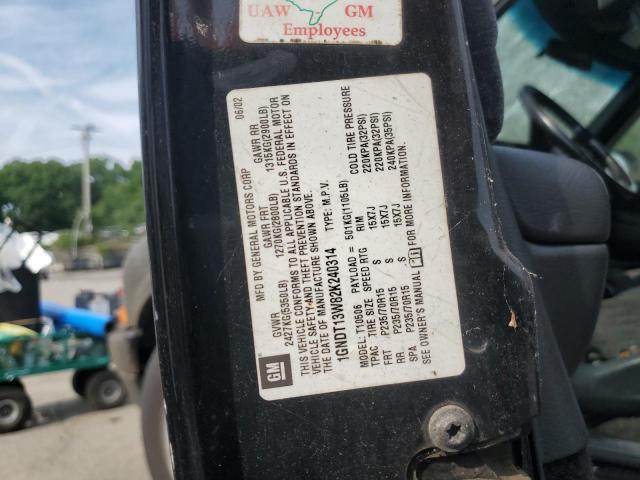 UAW GM
Employees
GM
MFD BY GENERAL MOTORS CORP 06/02
GVWR GAWR FRT GAWR RR
2427KG(5350LB) 1270KG(2800LB) 1315KG(2900LB)
THIS VEHICLE CONFORMS TO ALL APPLICABLE U.S. FEDERAL MOTOR
VEHICLE SAFETY AND THEFT PREVENTION STANDARDS IN EFFECT ON
THE DATE OF MANUFACTURE SHOWN ABOVE.
1GNDT13W82K240314 TYPE: M.P.V.
MODEL: T10506 PAYLOAD = 501KG(1105LB)
TPAC TIRE SIZE SPEED RTG RIM COLD TIRE PRESSURE
FRT P235/70R15 S 15X7J 220KPA(32PSI)
RR P235/70R15 S 15X7J 220KPA(32PSI)
SPA P235/70R15 S 15X7J 240KPA(35PSI)
SEE OWNER'S MANUAL FOR MORE INFORMATION.